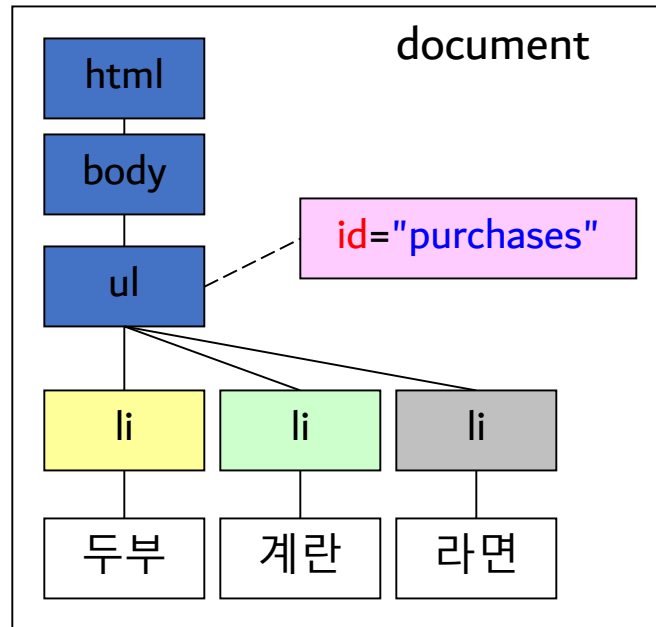 document
html
body
id="purchases"
ul
li
li
li
두부
계란
라면